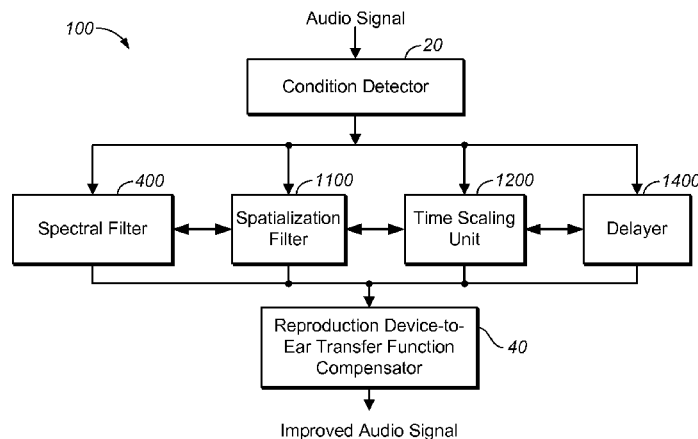 Audio Signal
100
20
Condition Detector
400
1100
1200
1400
Spectral Filter
Spatialization
Filter
Time Scaling
Unit
Delayer
Reproduction Device-to-
Ear Transfer Function
Compensator
40
Improved Audio Signal